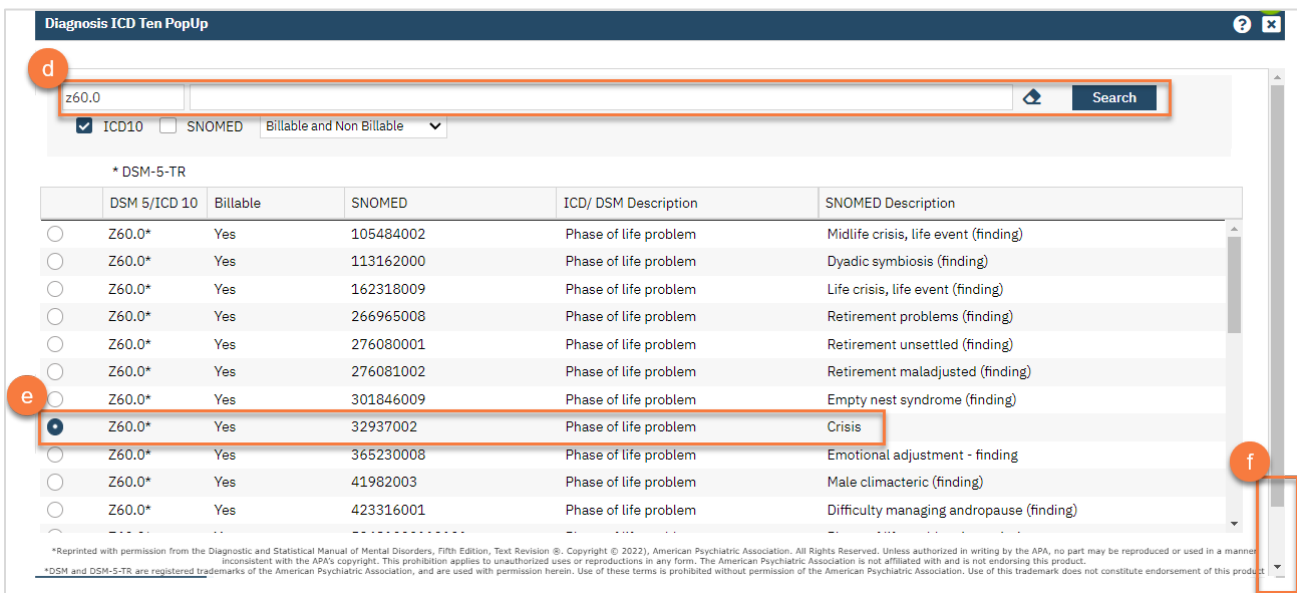 Diagnosis ICD Ten PopUp
d
z60.0 Search
ICD10 SNOMED Billable and Non Billable
* DSM-5-TR
DSM 5/ICD 10 Billable SNOMED ICD/ DSM Description SNOMED Description
Z60.0* Yes 105484002 Phase of life problem Midlife crisis, life event (finding)
Z60.0* Yes 113162000 Phase of life problem Dyadic symbiosis (finding)
Z60.0* Yes 162318009 Phase of life problem Life crisis, life event (finding)
Z60.0* Yes 266965008 Phase of life problem Retirement problems (finding)
Z60.0* Yes 276080001 Phase of life problem Retirement unsettled (finding)
Z60.0* Yes 276081002 Phase of life problem Retirement maladjusted (finding)
e Z60.0* Yes 301846009 Phase of life problem Empty nest syndrome (finding)
Z60.0* Yes 32937002 Phase of life problem Crisis
Z60.0* Yes 365230008 Phase of life problem Emotional adjustment - finding
f
Z60.0* Yes 41982003 Phase of life problem Male climacteric (finding)
Z60.0* Yes 423316001 Phase of life problem Difficulty managing andropause (finding)
*Reprinted with permission from the Diagnostic and Statistical Manual of Mental Disorders, Fifth Edition, Text Revision ®. Copyright © 2022), American Psychiatric Association. All Rights Reserved. Unless authorized in writing by the APA, no part may be reproduced or used in a manner
inconsistent with the APA's copyright. This prohibition applies to unauthorized uses or reproductions in any form. The American Psychiatric Association is not affiliated with and is not endorsing this product.
*DSM and DSM-5-TR are registered trademarks of the American Psychiatric Association, and are used with permission herein. Use of these terms is prohibited without permission of the American Psychiatric Association. Use of this trademark does not constitute endorsement of this product